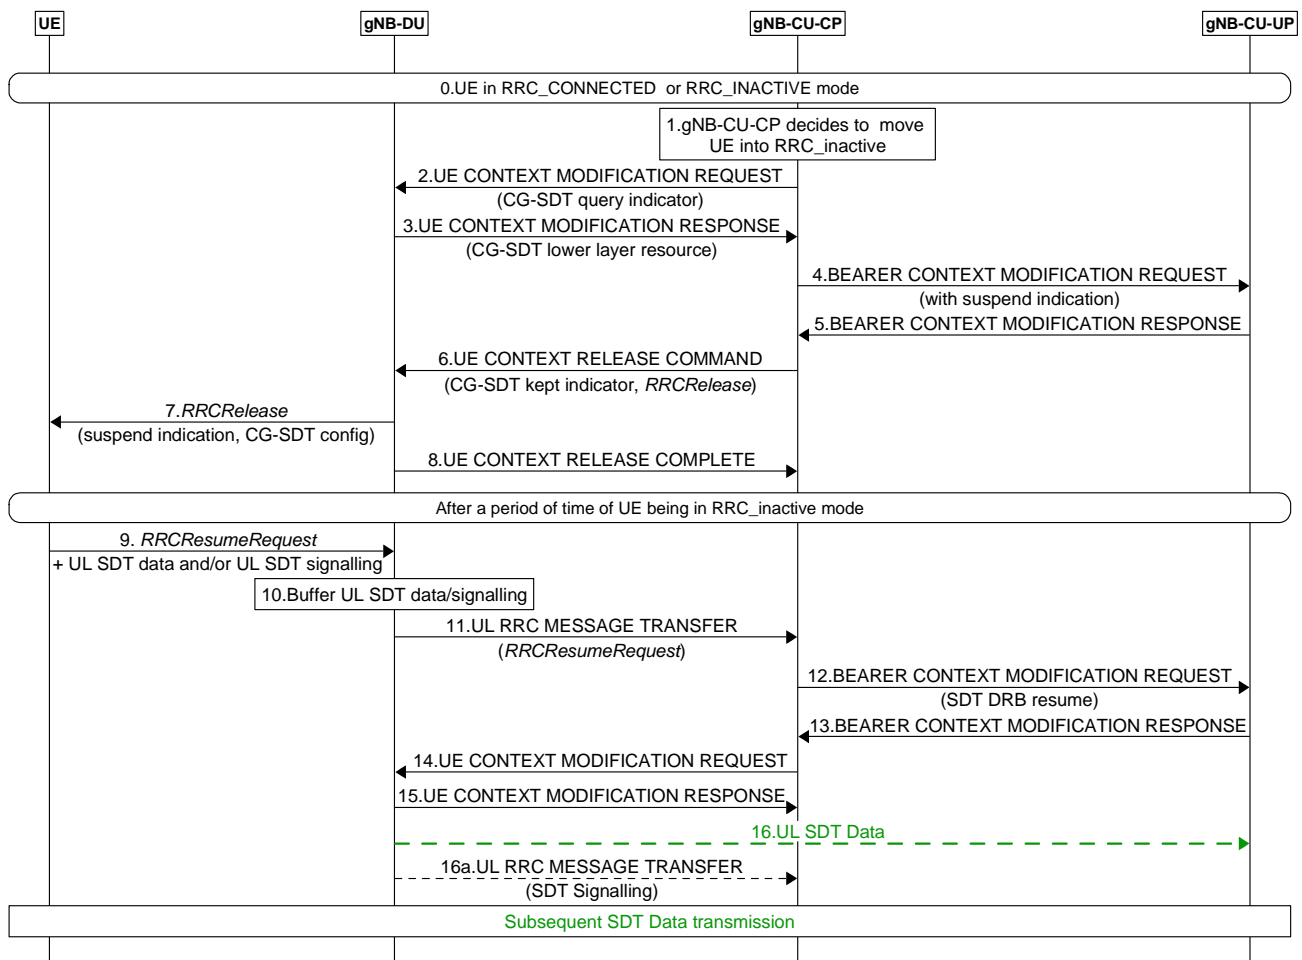 UE
gNB-DU
gNB-CU-CP
gNB-CU-UP
0.UE in RRC_CONNECTED or RRC_INACTIVE mode
1.gNB-CU-CP decides to move
UE into RRC_inactive
2.UE CONTEXT MODIFICATION REQUEST
(CG-SDT query indicator)
3.UE CONTEXT MODIFICATION RESPONSE
(CG-SDT lower layer resource)
4.BEARER CONTEXT MODIFICATION REQUEST
(with suspend indication)
5.BEARER CONTEXT MODIFICATION RESPONSE
6.UE CONTEXT RELEASE COMMAND
(CG-SDT kept indicator, RRCRelease)
7.RRCRelease
(suspend indication, CG-SDT config)
8.UE CONTEXT RELEASE COMPLETE
After a period of time of UE being in RRC_inactive mode
9. RRCResumeRequest
+ UL SDT data and/or UL SDT signalling
10.Buffer UL SDT data/signalling
11.UL RRC MESSAGE TRANSFER
(RRCResumeRequest)
12.BEARER CONTEXT MODIFICATION REQUEST
(SDT DRB resume)
13.BEARER CONTEXT MODIFICATION RESPONSE
14.UE CONTEXT MODIFICATION REQUEST
15.UE CONTEXT MODIFICATION RESPONSE
16.UL SDT Data
16a.UL RRC MESSAGE TRANSFER
(SDT Signalling)
Subsequent SDT Data transmission